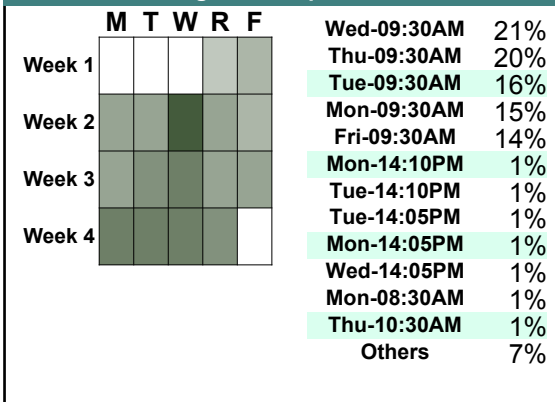 M T W R F
Week 1
Week 2
Week 3
Week 4
Wed-09:30AM 21%
Thu-09:30AM 20%
Tue-09:30AM 16%
Mon-09:30AM 15%
Fri-09:30AM 14%
Mon-14:10PM 1%
Tue-14:10PM 1%
Tue-14:05PM 1%
Mon-14:05PM 1%
Wed-14:05PM 1%
Mon-08:30AM 1%
Thu-10:30AM 1%
Others 7%